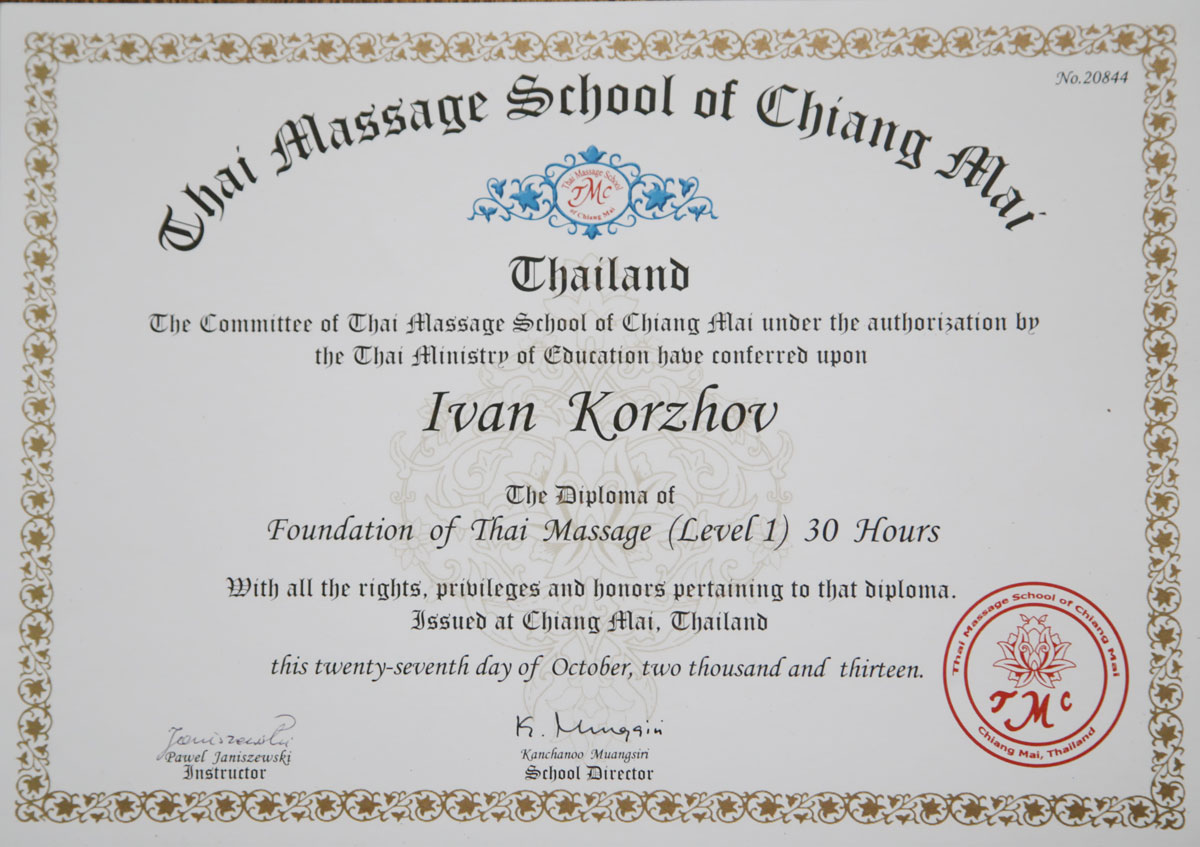 No.20844
Thai Massage School of Chiang Mai
Thai Massage School
TMC
of Chiang Mai
Thailand
The Committee of Thai Massage School of Chiang Mai under the authorization by
the Thai Ministry of Education have conferred upon
Ivan Korzhov
The Diploma of
Foundation of Thai Massage (Level 1) 30 Hours
With all the rights, privileges and honors pertaining to that diploma.
Issued at Chiang Mai, Thailand
this twenty-seventh day of October, two thousand and thirteen.
Thai Massage School of Chiang Mai
TMC
Chiang Mai, Thailand
Janiszewski
Pawel Janiszewski
Instructor
K. Muangsiri
Kanchanoo Muangsiri
School Director